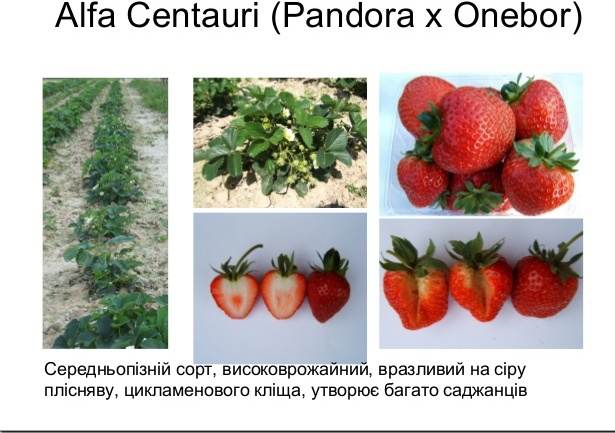 Alfa Centauri (Pandora x Onebor)
Середньопізній сорт, високоврожайний, вразливий на сіру
плісняву, цикламенового кліща, утворює багато саджанців